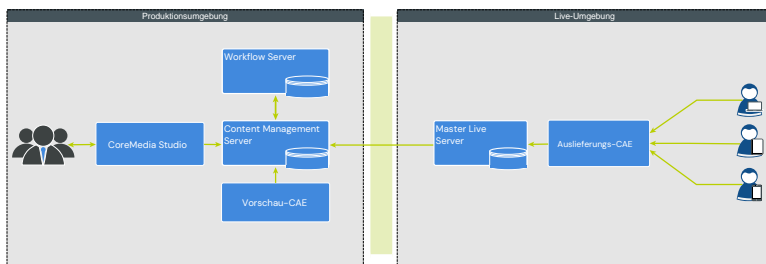 Produktionsumgebung
Live-Umgebung
Workflow Server
CoreMedia Studio
Content Management
Server
Vorschau-CAE
Master Live
Server
Auslieferungs-CAE